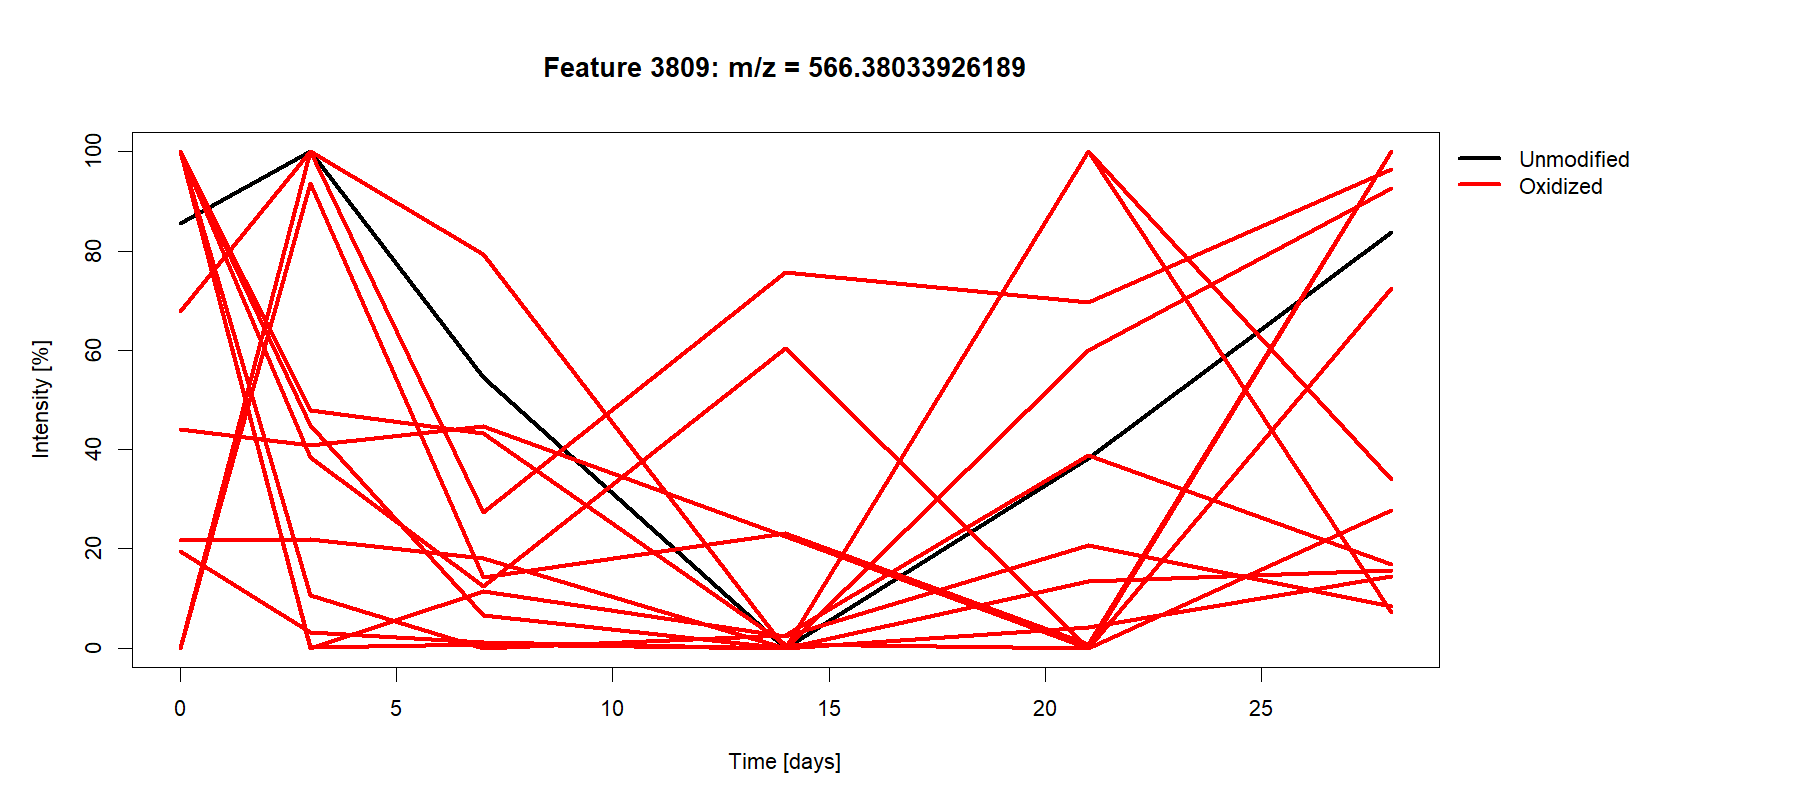 Feature 3809: m/z = 566.38033926189
Unmodified
Oxidized
Intensity [%]
100
80
60
40
20
0
0 5 10 15 20 25
Time [days]